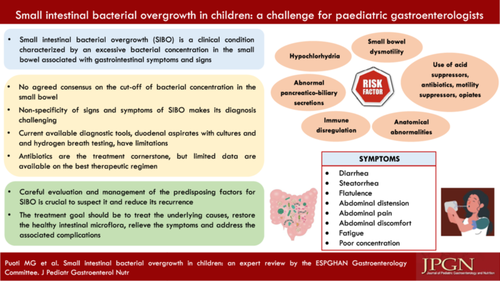 Small intestinal bacterial overgrowth in children: a challenge for paediatric gastroenterologists
• Small intestinal bacterial overgrowth (SIBO) is a clinical condition
characterized by an excessive bacterial concentration in the small
bowel associated with gastrointestinal symptoms and signs
• No agreed consensus on the cut-off of bacterial concentration in the
small bowel
• Non-specificity of signs and symptoms of SIBO makes its diagnosis
challenging
• Current available diagnostic tools, duodenal aspirates with cultures and
and hydrogen breath testing, have limitations
• Antibiotics are the treatment cornerstone, but limited data are
available on the best therapeutic regimen
• Careful evaluation and management of the predisposing factors for
SIBO is crucial to suspect it and reduce its recurrence
• The treatment goal should be to treat the underlying causes, restore
the healthy intestinal microflora, relieve the symptoms and address the
associated complications
Hypochlorhydria
Small bowel
dysmotility
Abnormal
pancreatico-biliary
secretions
RISK
FACTOR
Use of acid
suppressors,
antibiotics, motility
suppressors, opiates
Immune
disregulation
Anatomical
abnormalities
SYMPTOMS
• Diarrhea
• Steatorrhea
• Flatulence
• Abdominal distension
• Abdominal pain
• Abdominal discomfort
• Fatigue
• Poor concentration
Puoti MG et al. Small intestinal bacterial overgrowth in children: an expert review by the ESPGHAN Gastroenterology
Committee. J Pediatr Gastroenterol Nutr
JPGN
Journal of Pediatric Gastroenterology and Nutrition